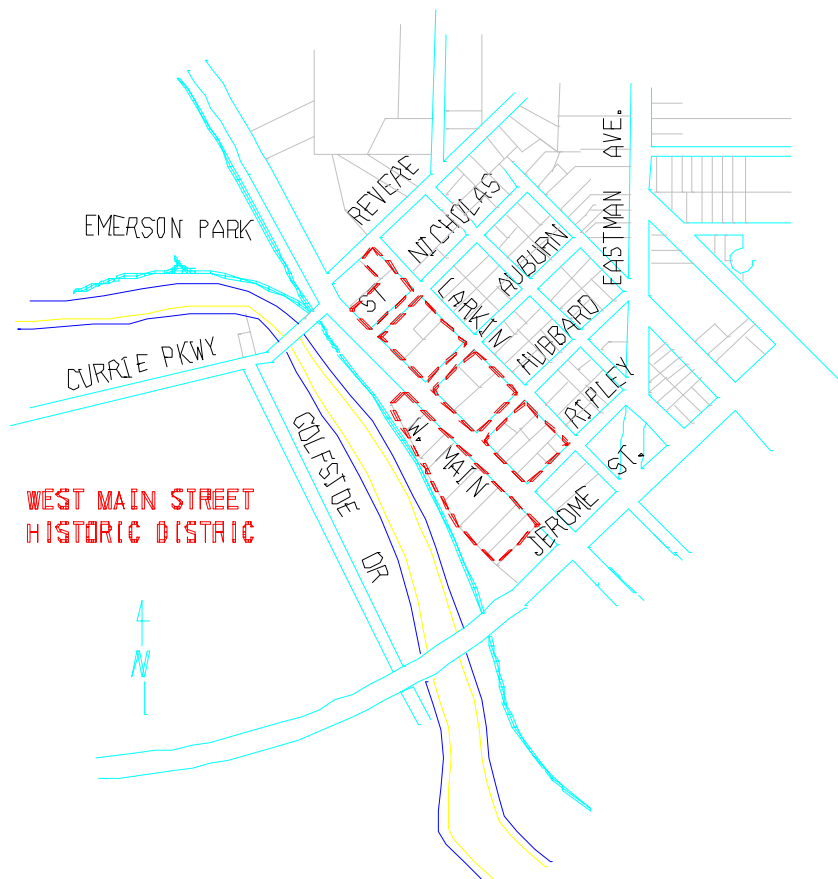 EASTMAN AVE.
REVERE
NICHOLAS
EMERSON PARK
AUBURN
ST
LARKIN
HUBBARD
CURRIE PKWY
RIPLEY
W. MAIN
GOLFSIDE DR
ST.
WEST MAIN STREET
HISTORIC DISTRIC
JEROME
N